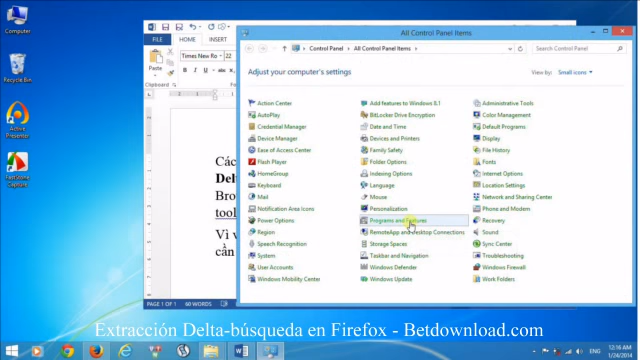 Computer
Recycle Bin
Active Presenter
FastStone Capture
FILE HOME INSERT
Paste
Times New Ro 22
B I U
Clipboard
L
Các
Del
Bro
tool
Vì v
cần
PAGE 1 OF 1 60 WORDS
All Control Panel Items
Control Panel All Control Panel Items
Search Control Panel
Adjust your computer's settings
View by: Small icons
Action Center
Add features to Windows 8.1
Administrative Tools
AutoPlay
BitLocker Drive Encryption
Color Management
Credential Manager
Date and Time
Default Programs
Device Manager
Devices and Printers
Display
Ease of Access Center
Family Safety
File History
Flash Player
Folder Options
Fonts
HomeGroup
Indexing Options
Internet Options
Keyboard
Language
Location Settings
Mail
Mouse
Network and Sharing Center
Notification Area Icons
Personalization
Phone and Modem
Power Options
Programs and Features
Recovery
Region
RemoteApp and Desktop Connections
Sound
Speech Recognition
Storage Spaces
Sync Center
System
Taskbar and Navigation
Troubleshooting
User Accounts
Windows Defender
Windows Firewall
Windows Mobility Center
Windows Update
Work Folders
Extracción Delta-búsqueda en Firefox - Betdownload.com
ENG
12:16 AM
1/24/2014